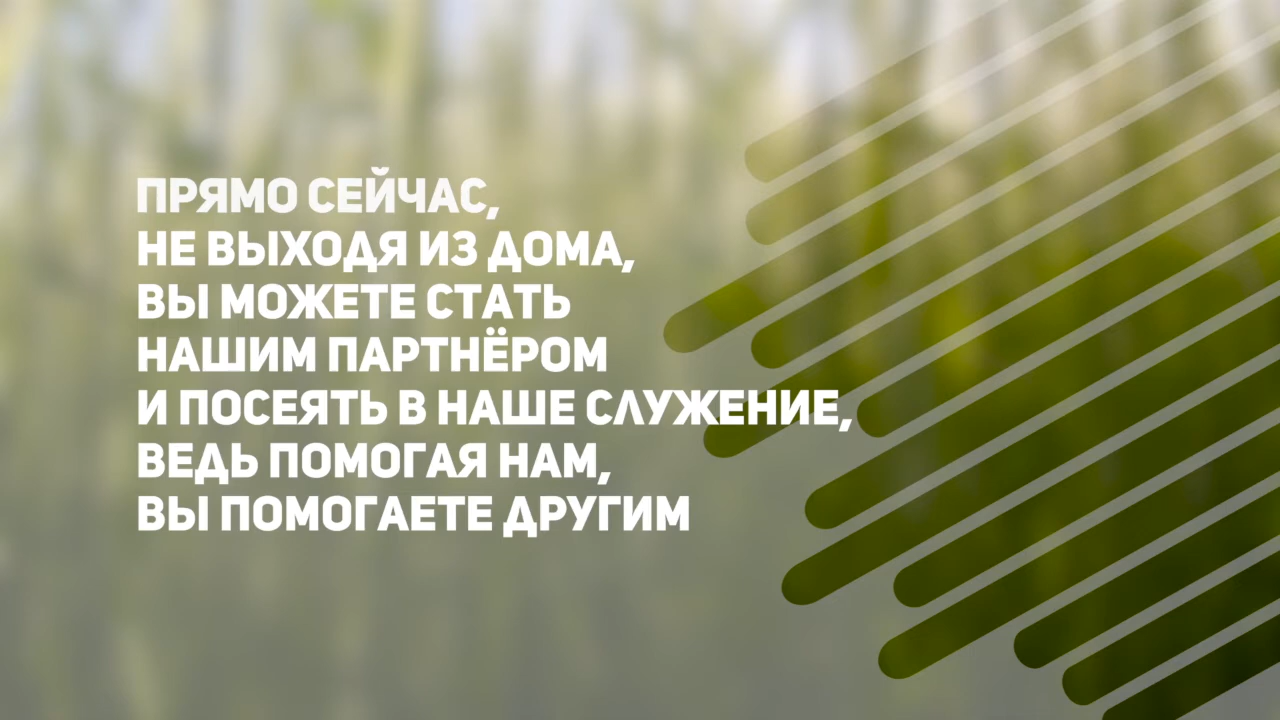 ПРЯМО СЕЙЧАС,
НЕ ВЫХОДЯ ИЗ ДОМА,
ВЫ МОЖЕТЕ СТАТЬ
НАШИМ ПАРТНЁРОМ
И ПОСЕЯТЬ В НАШЕ СЛУЖЕНИЕ,
ВЕДЬ ПОМОГАЯ НАМ,
ВЫ ПОМОГАЕТЕ ДРУГИМ